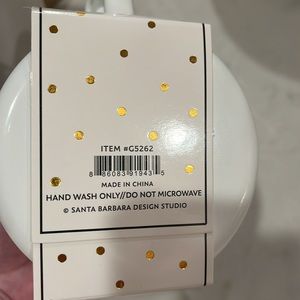 ITEM #G5262
8 86083 91943 5
MADE IN CHINA
HAND WASH ONLY//DO NOT MICROWAVE
© SANTA BARBARA DESIGN STUDIO